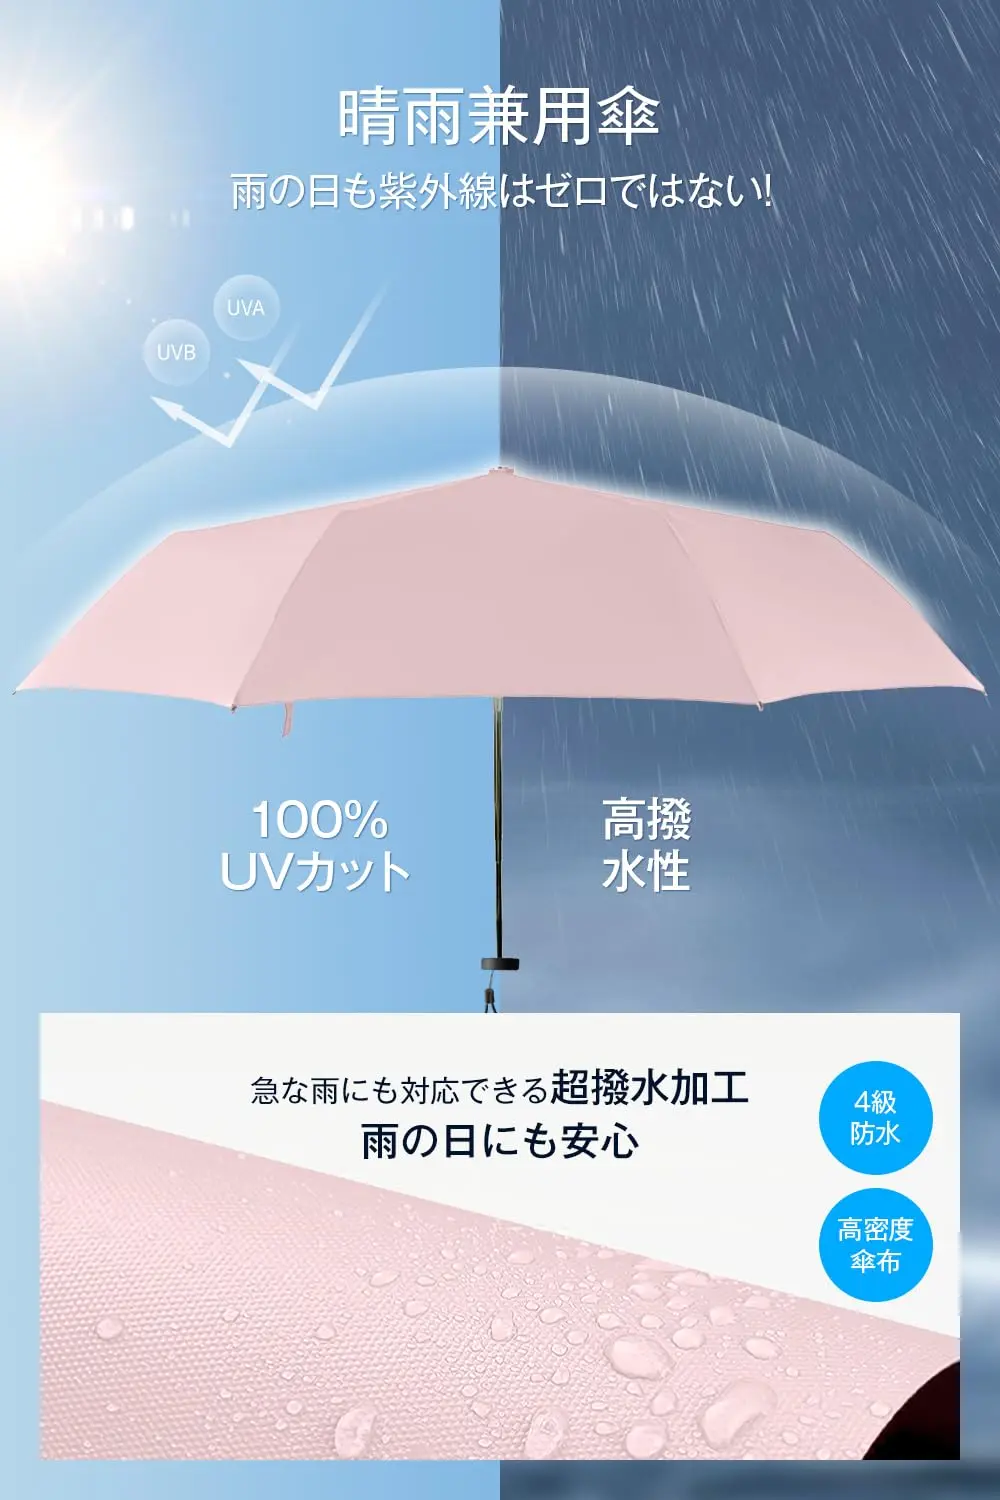 晴雨兼用傘
雨の日も紫外線はゼロではない!
UVA
UVB
100%
UVカット
高撥
水性
急な雨にも対応できる超撥水加工
雨の日にも安心
4級
防水
高密度
傘布